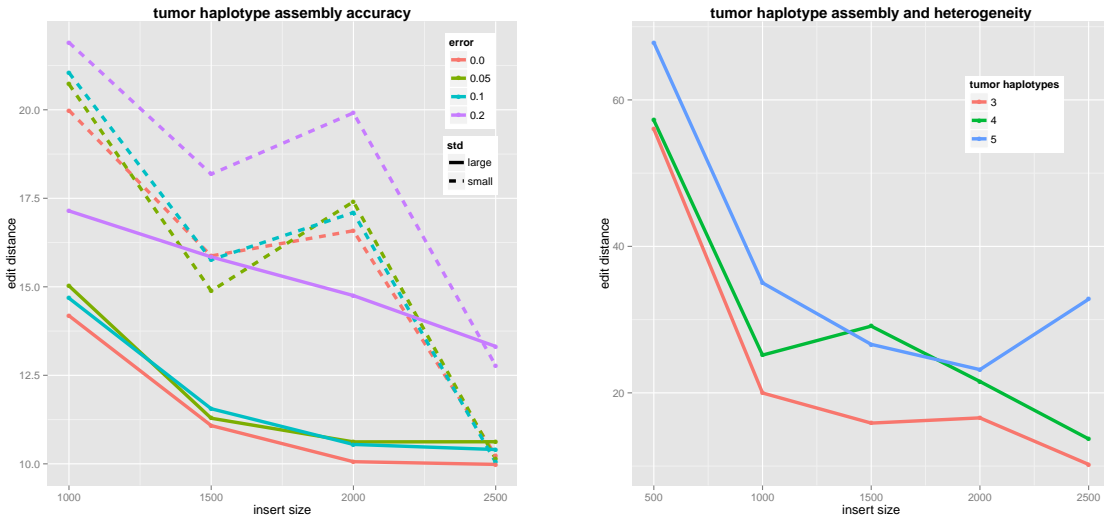 tumor haplotype assembly accuracy
edit distance
20.0
17.5
15.0
12.5
10.0
1000 1500 2000 2500
insert size
error
0.0
0.05
0.1
0.2
std
large
small
tumor haplotype assembly and heterogeneity
edit distance
60
40
20
500 1000 1500 2000 2500
insert size
tumor haplotypes
3
4
5